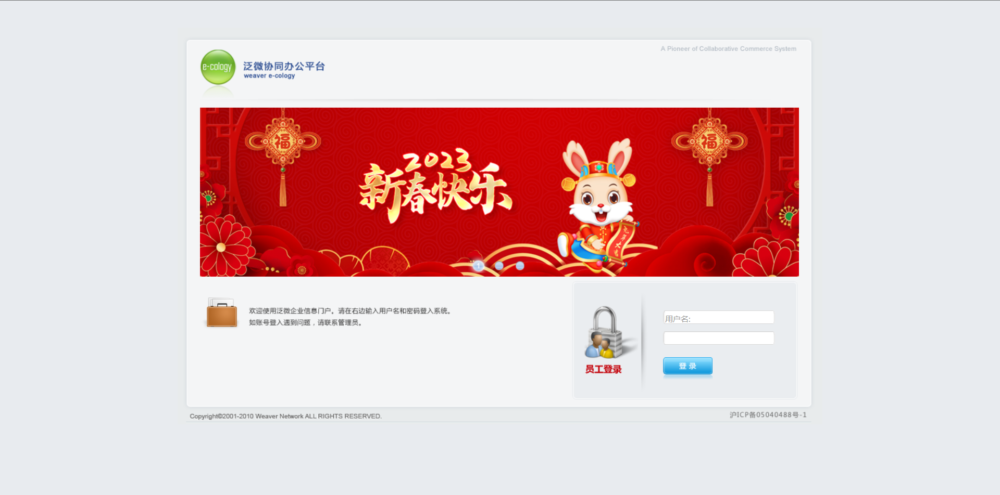 A Pioneer of Collaborative Commerce System
e-cology
泛微协同办公平台
weaver e-cology
福
福
2023
新春快乐
兔年大吉
1
欢迎使用泛微企业信息门户。请在右边输入用户名和密码登入系统。
如账号登入遇到问题，请联系管理员。
用户名:
登 录
员工登录
Copyright©2001-2010 Weaver Network ALL RIGHTS RESERVED.
沪ICP备05040488号-1